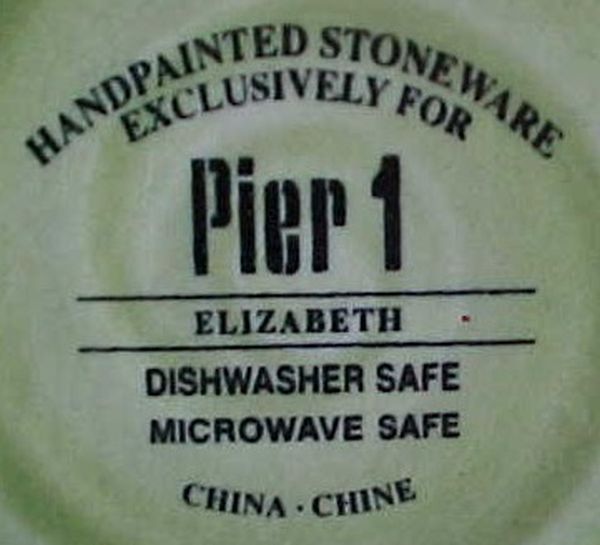 HANDPAINTED STONEWARE
EXCLUSIVELY FOR
Pier 1
ELIZABETH
DISHWASHER SAFE
MICROWAVE SAFE
CHINA · CHINE